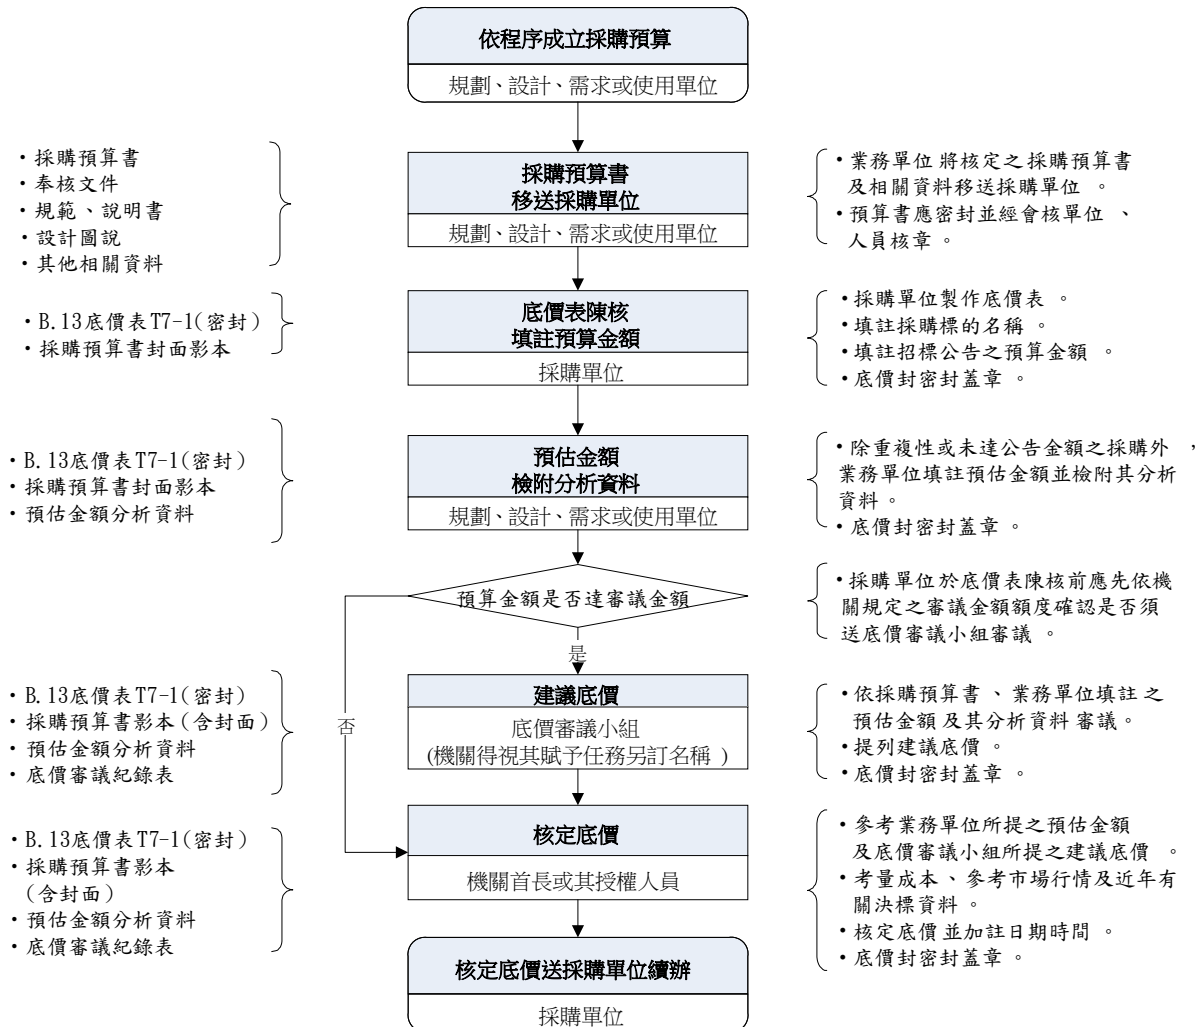 依程序成立採購預算
規劃、設計、需求或使用單位
・採購預算書
・奉核文件
・規範、說明書
・設計圖說
・其他相關資料
採購預算書
移送採購單位
規劃、設計、需求或使用單位
・業務單位將核定之採購預算書
及相關資料移送採購單位。
・預算書應密封並經會核單位、
人員核章。
・B.13底價表T7-1(密封)
・採購預算書封面影本
底價表陳核
填註預算金額
採購單位
・採購單位製作底價表。
・填註採購標的名稱。
・填註招標公告之預算金額。
・底價封密封蓋章。
・B.13底價表T7-1(密封)
・採購預算書封面影本
・預估金額分析資料
預估金額
檢附分析資料
規劃、設計、需求或使用單位
・除重複性或未達公告金額之採購外，
業務單位填註預估金額並檢附其分析
資料。
・底價封密封蓋章。
預算金額是否達審議金額
・採購單位於底價表陳核前應先依機
關規定之審議金額額度確認是否須
送底價審議小組審議。
是
否
・B.13底價表T7-1(密封)
・採購預算書影本(含封面)
・預估金額分析資料
・底價審議紀錄表
建議底價
底價審議小組
(機關得視其賦予任務另訂名稱)
・依採購預算書、業務單位填註之
預估金額及其分析資料審議。
・提列建議底價。
・底價封密封蓋章。
・B.13底價表T7-1(密封)
・採購預算書影本
(含封面)
・預估金額分析資料
・底價審議紀錄表
核定底價
機關首長或其授權人員
・參考業務單位所提之預估金額
及底價審議小組所提之建議底價。
・考量成本、參考市場行情及近年有
關決標資料。
・核定底價並加註日期時間。
・底價封密封蓋章。
核定底價送採購單位續辦
採購單位